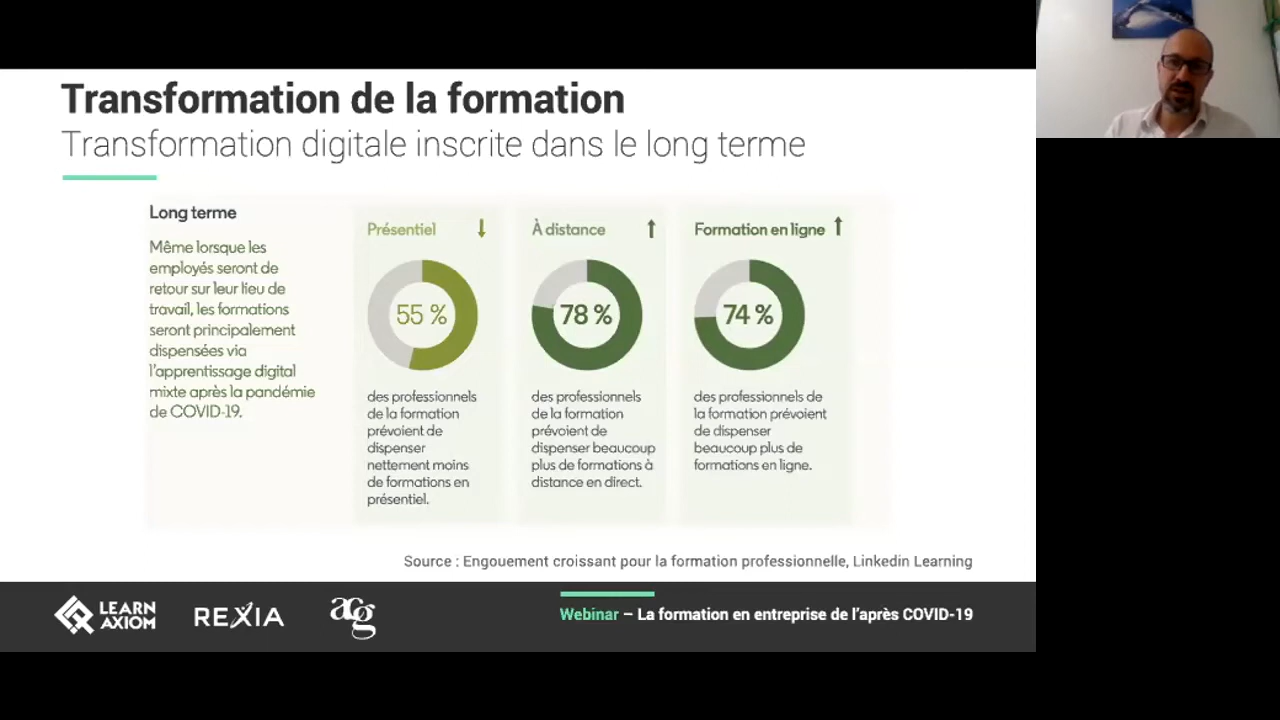 Transformation de la formation
Transformation digitale inscrite dans le long terme
Long terme
Même lorsque les
employés seront de
retour sur leur lieu de
travail, les formations
seront principalement
dispensées via
l'apprentissage digital
mixte après la pandémie
de COVID-19.
Présentiel
55 %
des professionnels
de la formation
prévoient de
dispenser
nettement moins
de formations en
présentiel.
À distance
78 %
des professionnels
de la formation
prévoient de
dispenser beaucoup
plus de formations à
distance en direct.
Formation en ligne
74 %
des professionnels de
la formation prévoient
de dispenser
beaucoup plus de
formations en ligne.
Source : Engouement croissant pour la formation professionnelle, Linkedin Learning
LEARN
AXIOM
REXIA
acg
Webinar – La formation en entreprise de l'après COVID-19